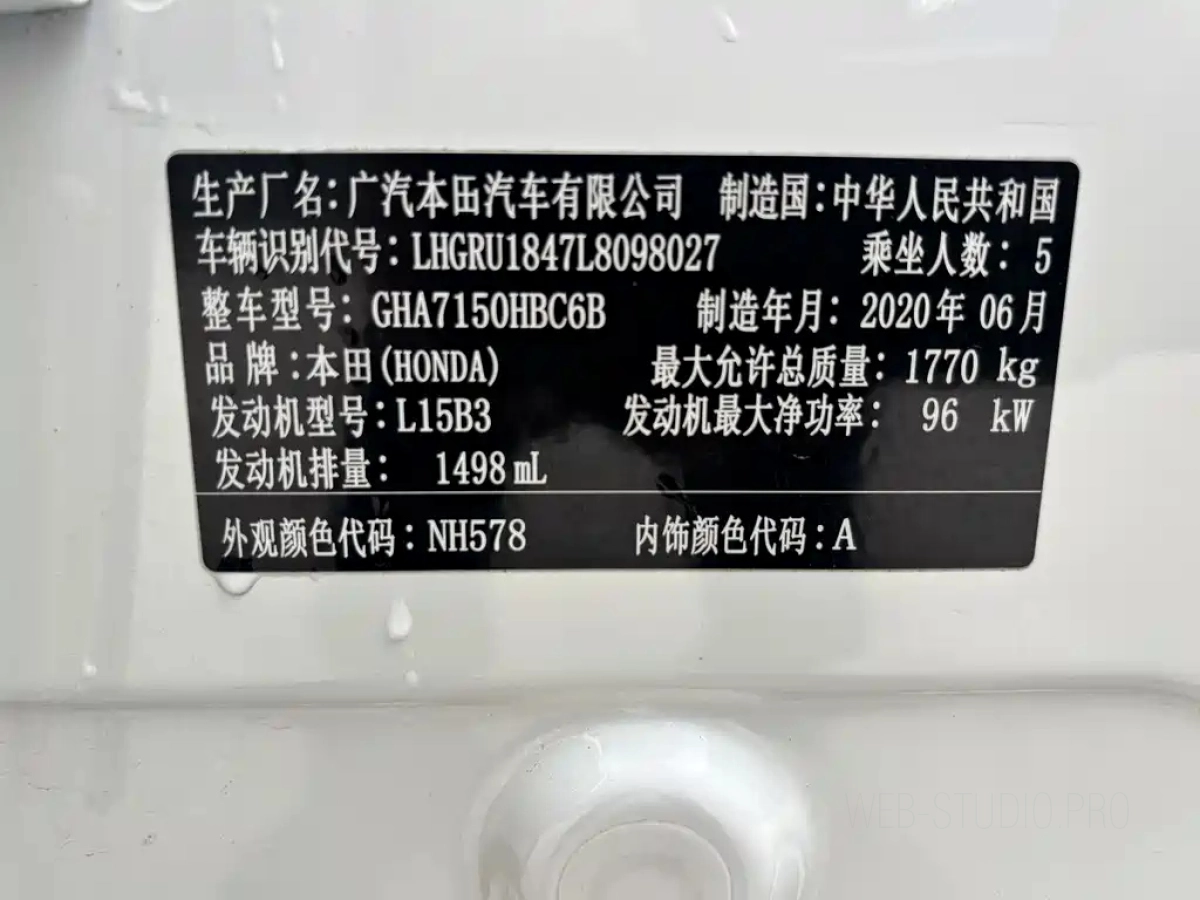 生产厂名：广汽本田汽车有限公司 制造国：中华人民共和国
车辆识别代号：LHGRU1847L8098027 乘坐人数：5
整车型号：GHA7150HBC6B 制造年月：2020年06月
品牌：本田(HONDA) 最大允许总质量：1770 kg
发动机型号：L15B3 发动机最大净功率：96 kW
发动机排量：1498 mL
外观颜色代码：NH578 内饰颜色代码：A
WEB-STUDIO PRO